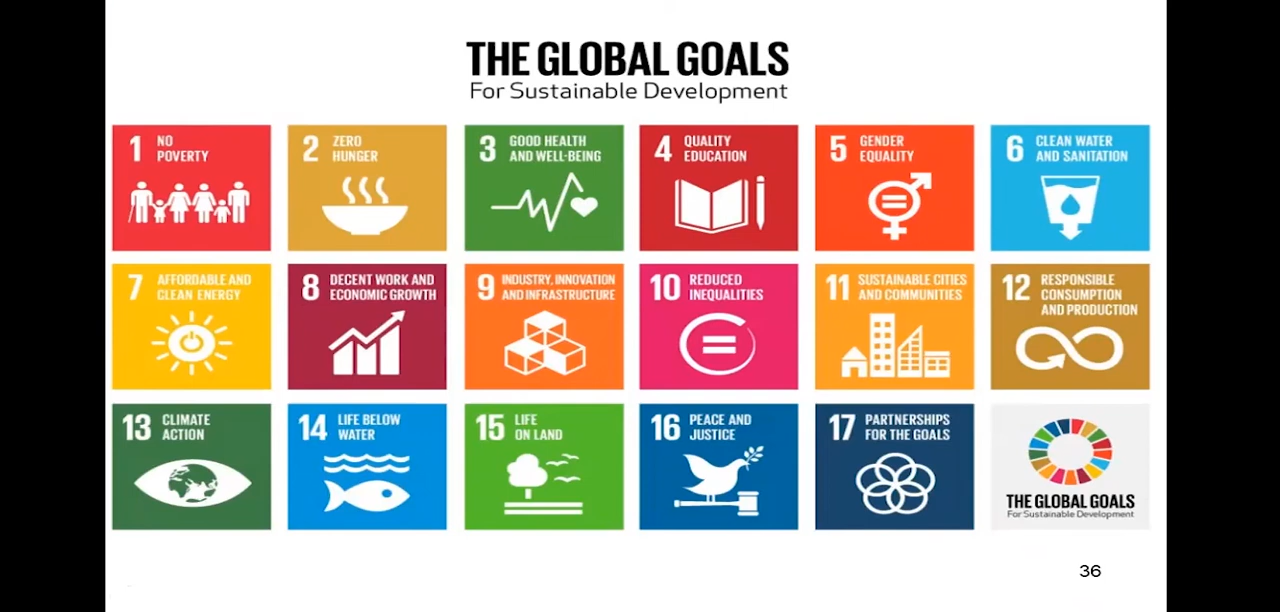 THE GLOBAL GOALS
For Sustainable Development
1 NO
POVERTY
2 ZERO
HUNGER
3 GOOD HEALTH
AND WELL-BEING
4 QUALITY
EDUCATION
5 GENDER
EQUALITY
6 CLEAN WATER
AND SANITATION
7 AFFORDABLE AND
CLEAN ENERGY
8 DECENT WORK AND
ECONOMIC GROWTH
9 INDUSTRY, INNOVATION
AND INFRASTRUCTURE
10 REDUCED
INEQUALITIES
11 SUSTAINABLE CITIES
AND COMMUNITIES
12 RESPONSIBLE
CONSUMPTION
AND PRODUCTION
13 CLIMATE
ACTION
14 LIFE BELOW
WATER
15 LIFE
ON LAND
16 PEACE AND
JUSTICE
17 PARTNERSHIPS
FOR THE GOALS
THE GLOBAL GOALS
For Sustainable Development
36